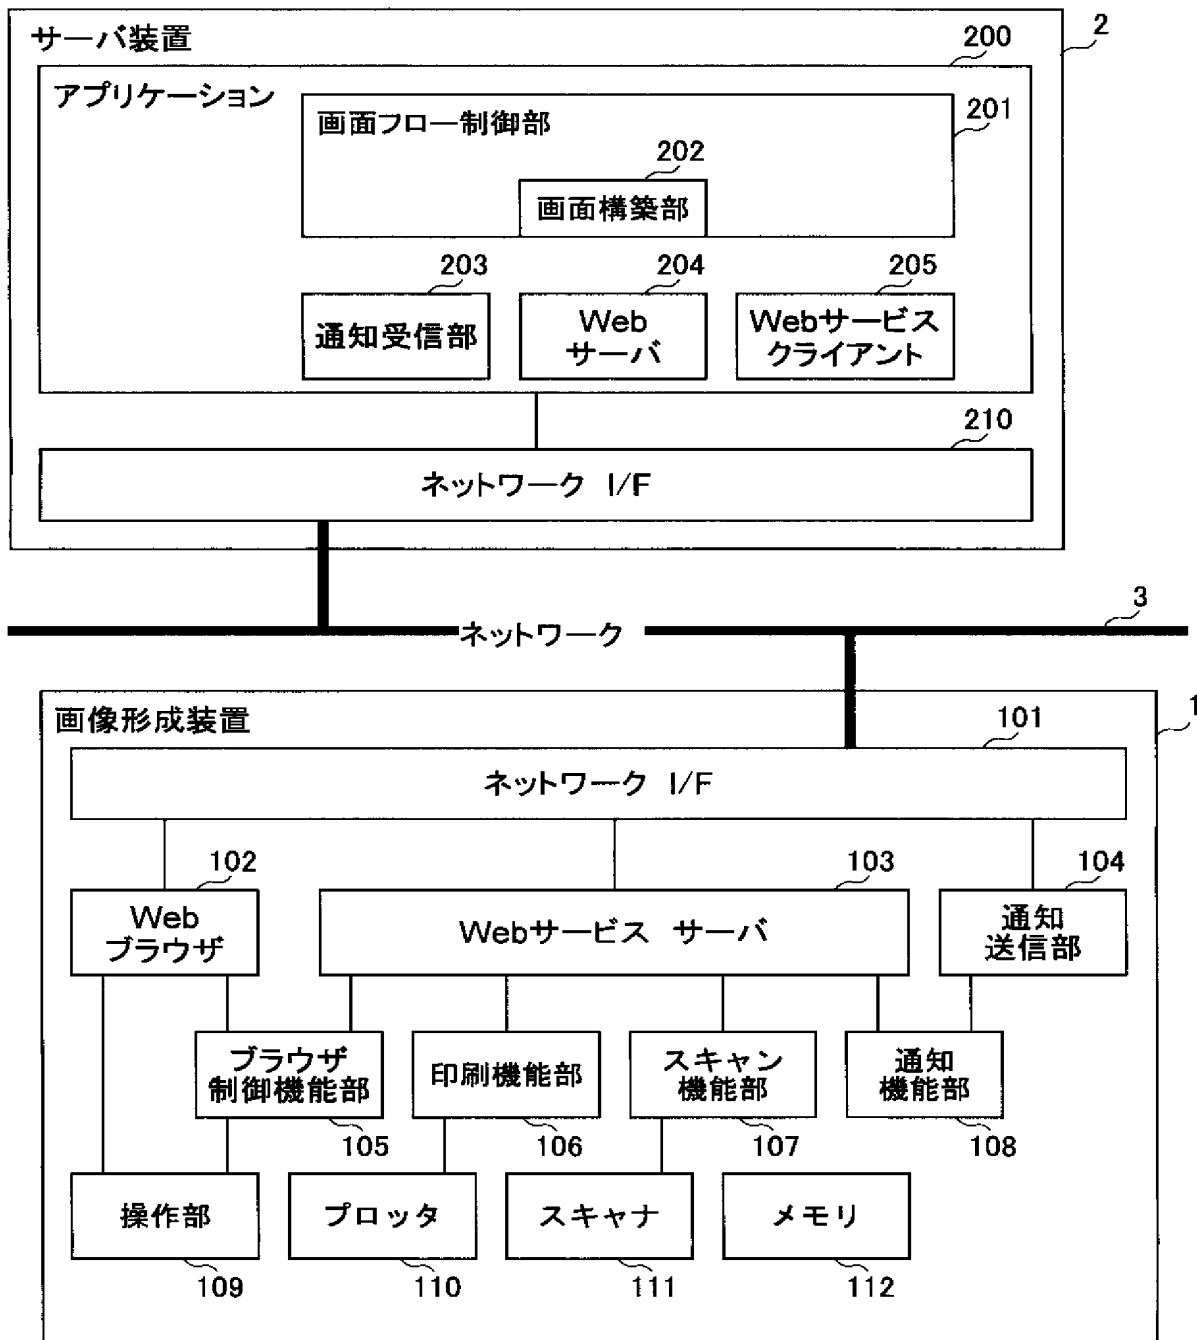 サーバ装置
2
200
アプリケーション
201
画面フロー制御部
202
画面構築部
203
204
205
通知受信部
Web
サーバ
Webサービス
クライアント
210
ネットワーク I/F
3
ネットワーク
1
画像形成装置
101
ネットワーク I/F
102
103
104
Web
ブラウザ
Webサービス サーバ
通知
送信部
ブラウザ
制御機能部
印刷機能部
スキャン
機能部
通知
機能部
105
106
107
108
操作部
プロッタ
スキャナ
メモリ
109
110
111
112